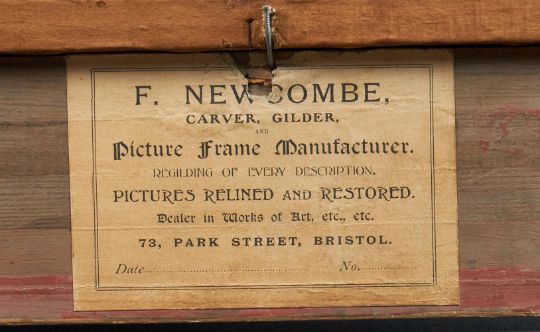 F. NEWCOMBE,
CARVER, GILDER,
AND
Picture Frame Manufacturer.
REGILDING OF EVERY DESCRIPTION.
PICTURES RELINED AND RESTORED.
Dealer in Works of Art, etc., etc.
73, PARK STREET, BRISTOL.
Date.................................................. No..................